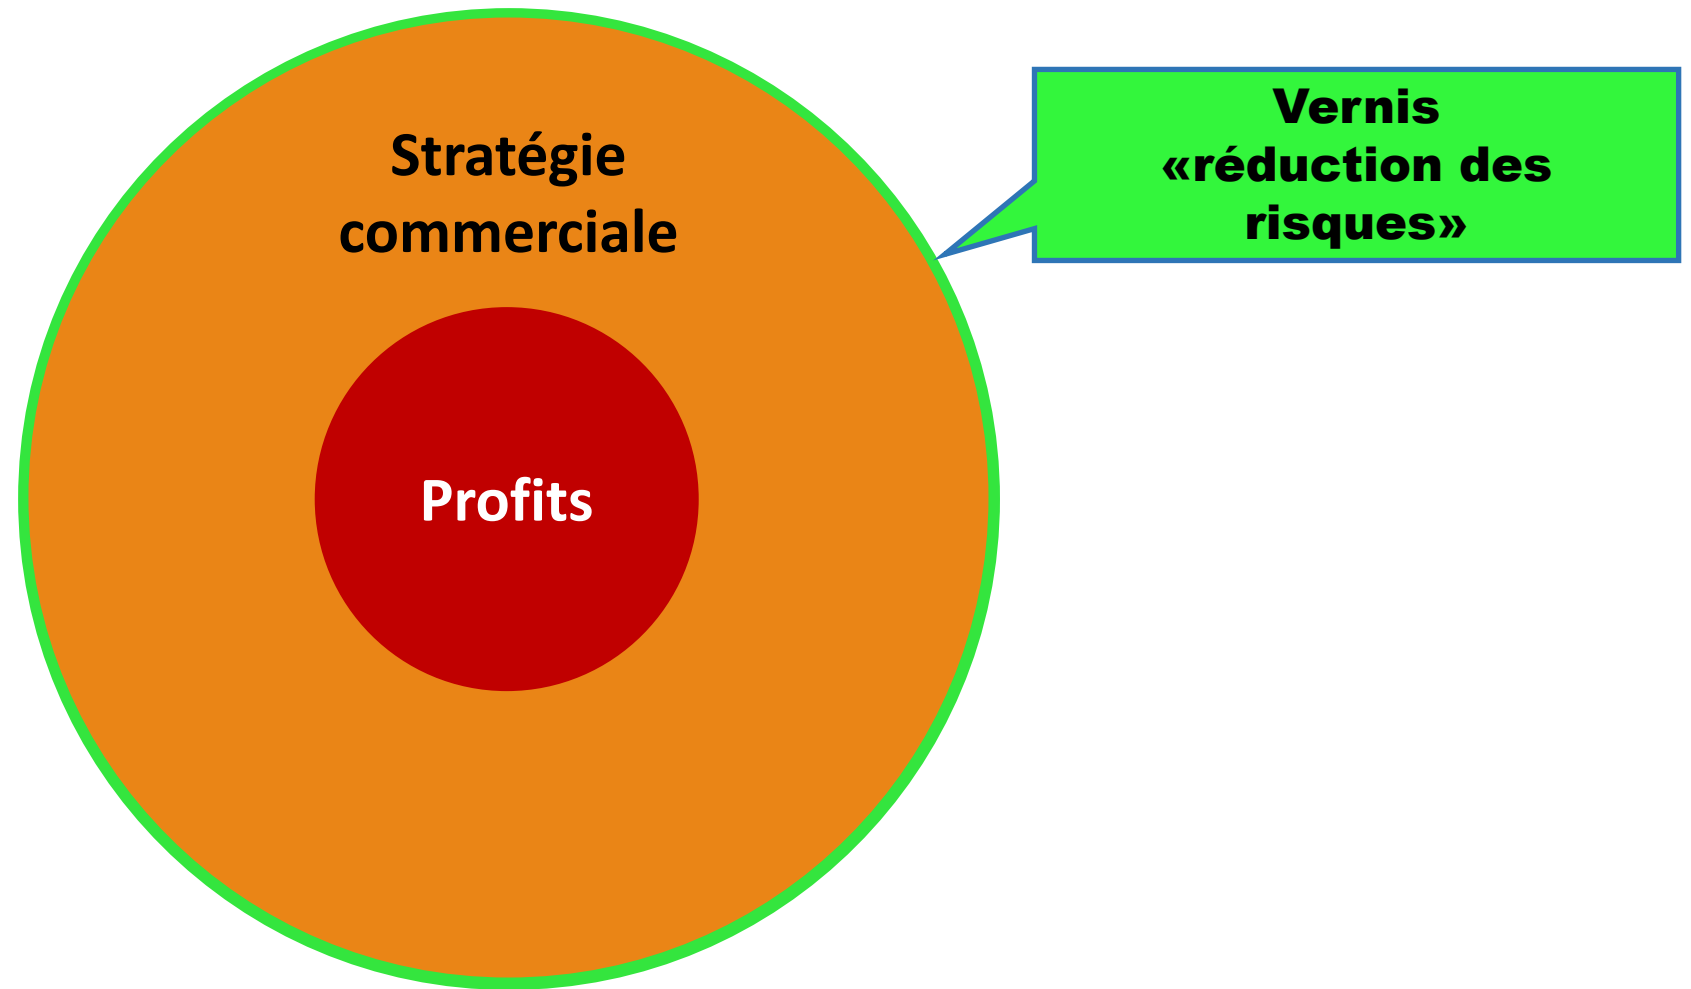 Stratégie
commerciale
Profits
Vernis
«réduction des
risques»